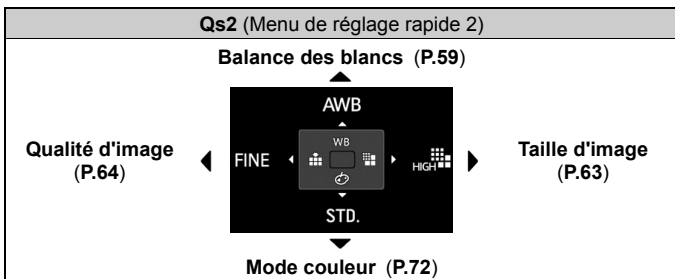 Qs2 (Menu de réglage rapide 2)
Balance des blancs (P.59)
AWB
WB
Qualité d'image
(P.64)
FINE
HIGH
Taille d'image
(P.63)
STD.
Mode couleur (P.72)